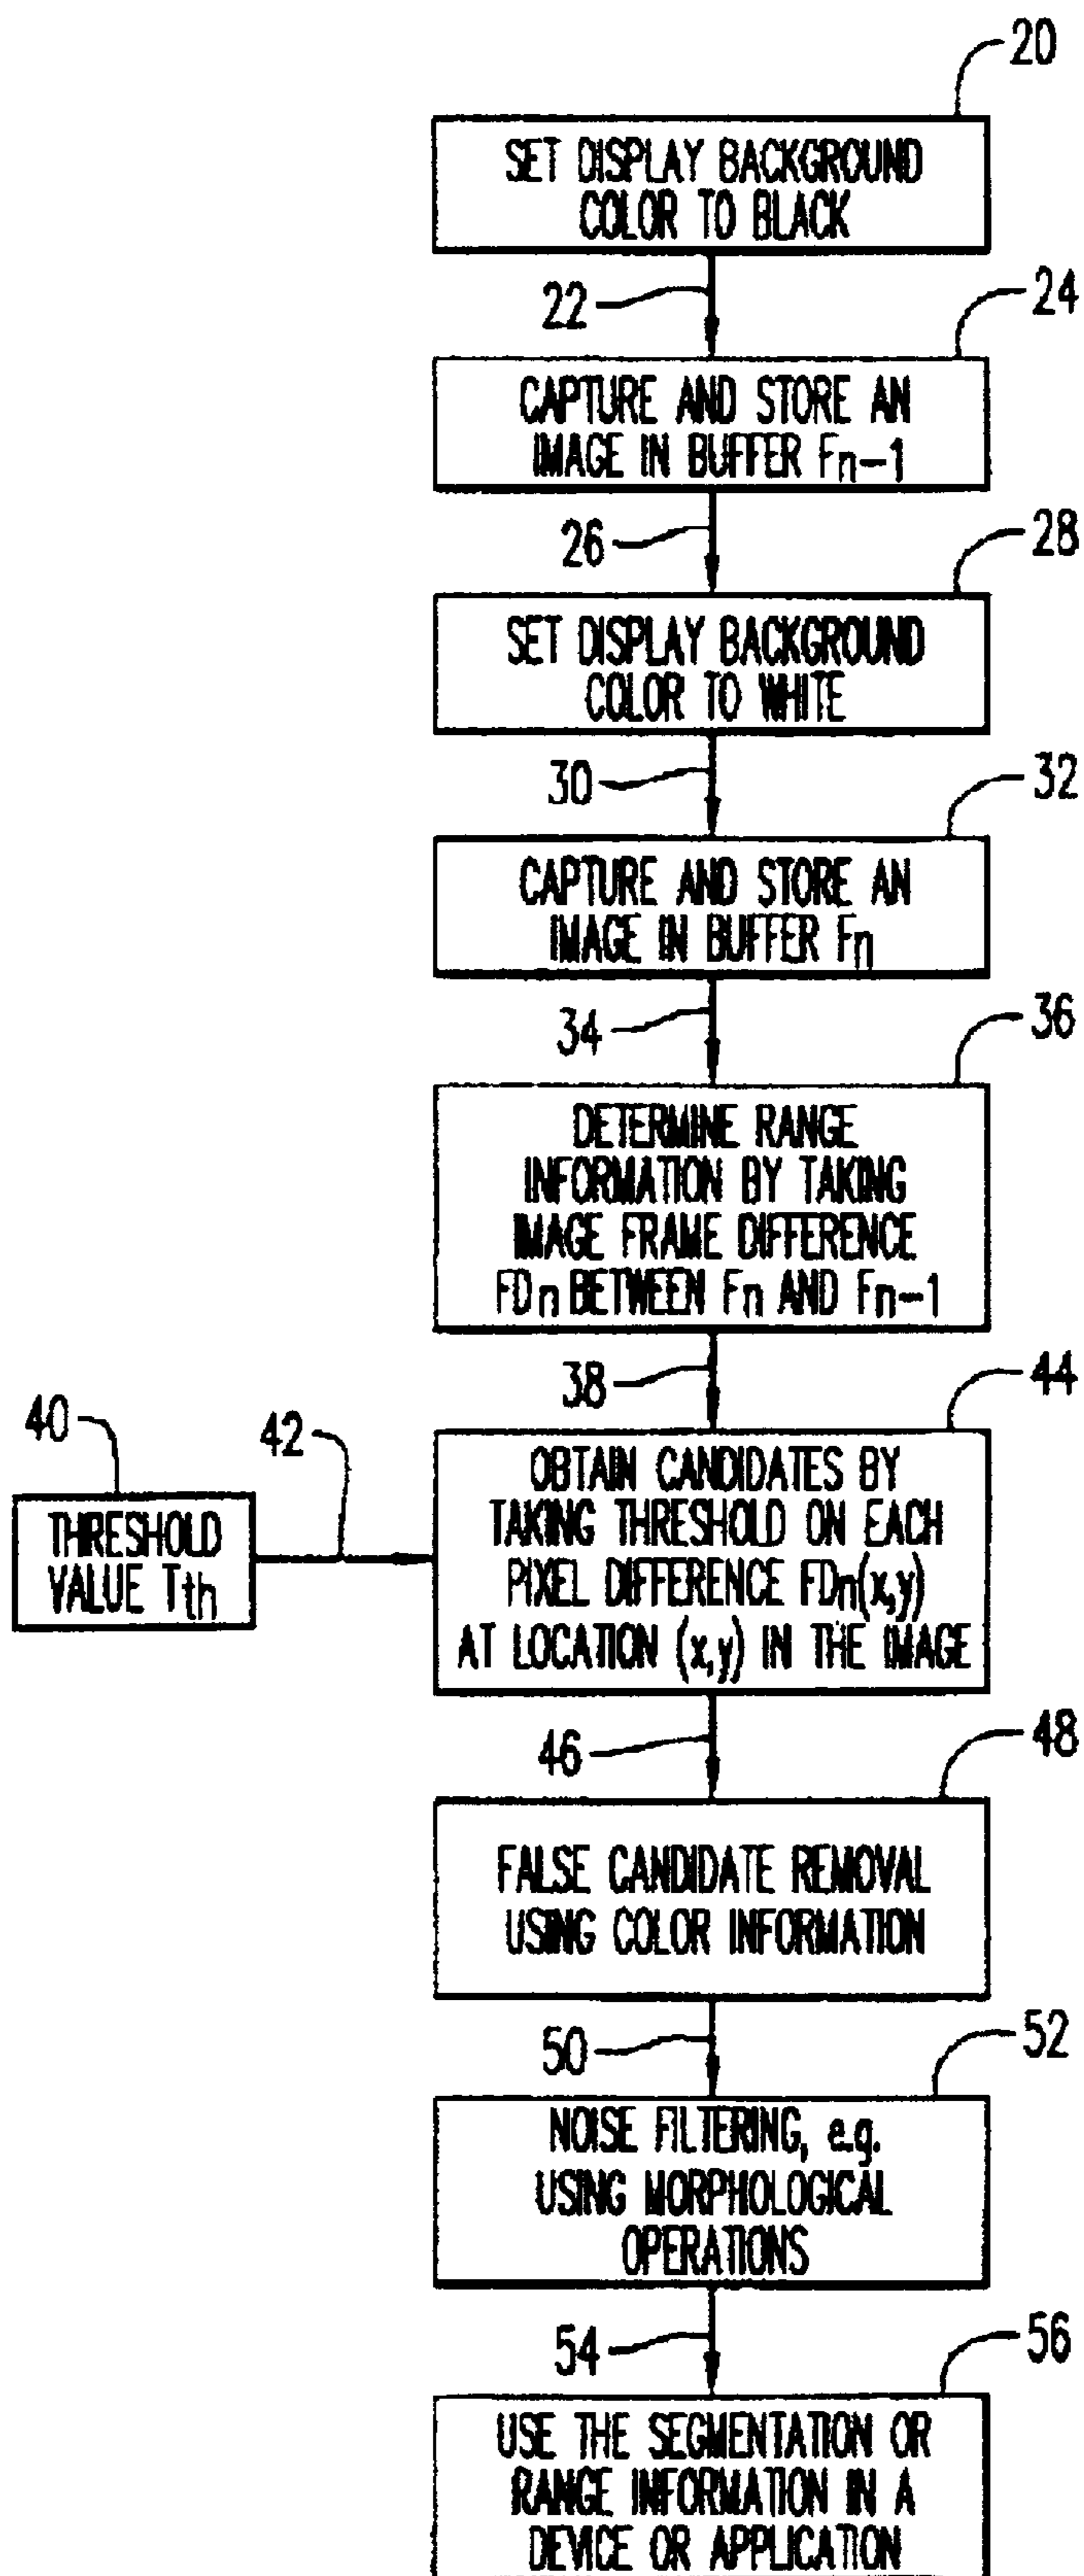 20
SET DISPLAY BACKGROUND
COLOR TO BLACK
22
24
CAPTURE AND STORE AN
IMAGE IN BUFFER Fn-1
26
28
SET DISPLAY BACKGROUND
COLOR TO WHITE
30
32
CAPTURE AND STORE AN
IMAGE IN BUFFER Fn
34
36
DETERMINE RANGE
INFORMATION BY TAKING
IMAGE FRAME DIFFERENCE
FDn BETWEEN Fn AND Fn-1
38
44
40
42
THRESHOLD
VALUE Tth
OBTAIN CANDIDATES BY
TAKING THRESHOLD ON EACH
PIXEL DIFFERENCE FDn(x,y)
AT LOCATION (x,y) IN THE IMAGE
46
48
FALSE CANDIDATE REMOVAL
USING COLOR INFORMATION
50
52
NOISE FILTERING, e.g.
USING MORPHOLOGICAL
OPERATIONS
54
56
USE THE SEGMENTATION OR
RANGE INFORMATION IN A
DEVICE OR APPLICATION